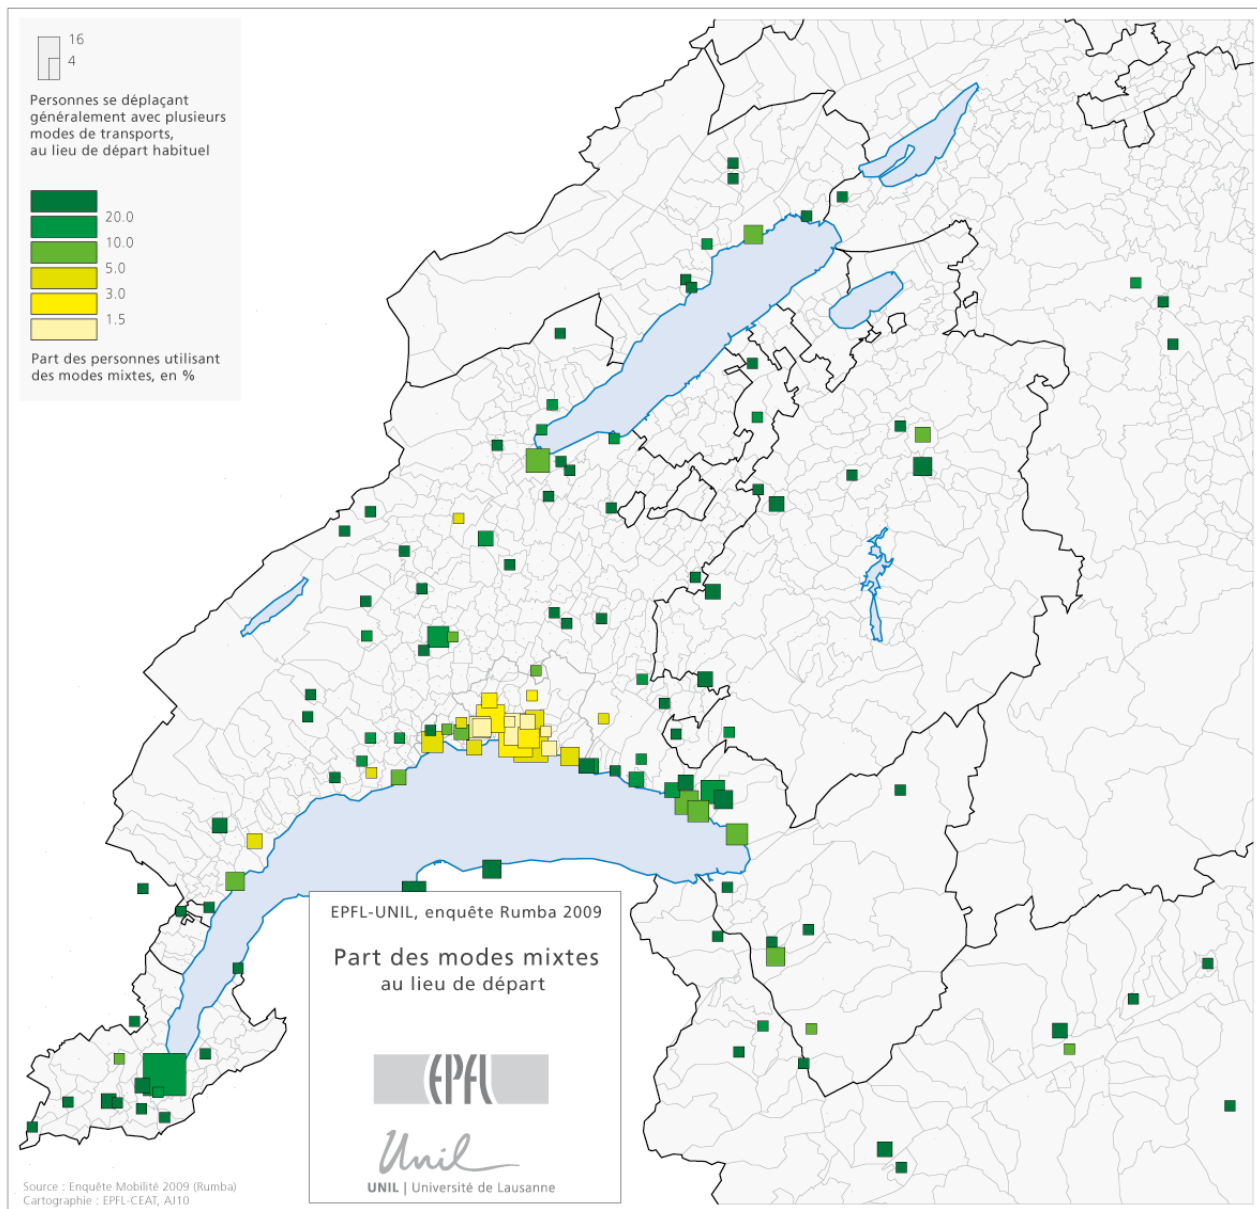 16
4
Personnes se déplaçant
généralement avec plusieurs
modes de transports,
au lieu de départ habituel
20.0
10.0
5.0
3.0
1.5
Part des personnes utilisant
des modes mixtes, en %
EPFL-UNIL, enquête Rumba 2009
Part des modes mixtes
au lieu de départ
EPFL
Unil
UNIL | Université de Lausanne
Source : Enquête Mobilité 2009 (Rumba)
Cartographie : EPFL-CEAT, AJ10